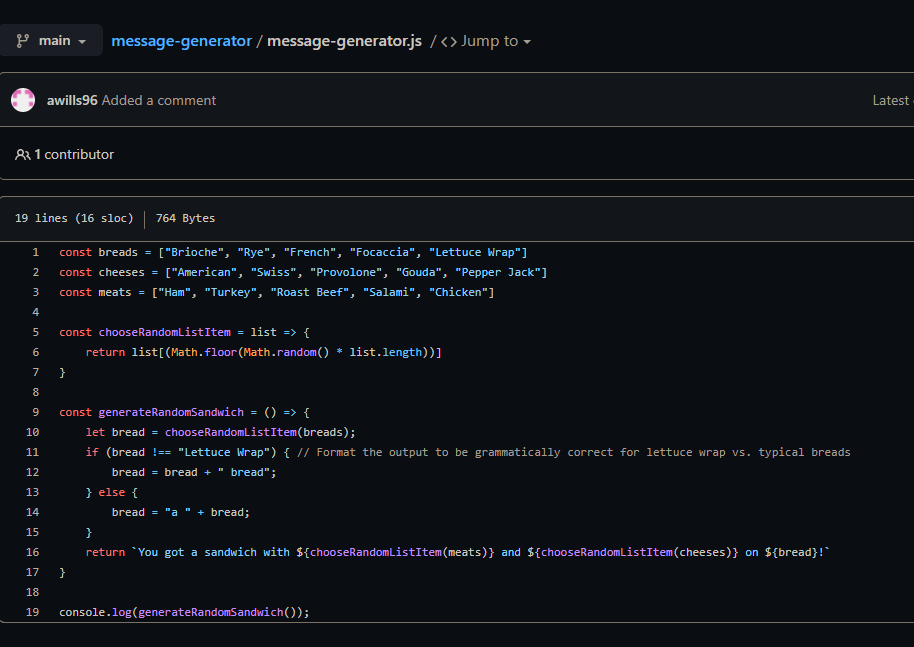 main message-generator / message-generator.js / <> Jump to
awills96 Added a comment Latest
1 contributor
19 lines (16 sloc) 764 Bytes
1 const breads = ["Brioche", "Rye", "French", "Focaccia", "Lettuce Wrap"]
2 const cheeses = ["American", "Swiss", "Provolone", "Gouda", "Pepper Jack"]
3 const meats = ["Ham", "Turkey", "Roast Beef", "Salami", "Chicken"]
4
5 const chooseRandomListItem = list => {
6     return list[(Math.floor(Math.random() * list.length))]
7 }
8
9 const generateRandomSandwich = () => {
10     let bread = chooseRandomListItem(breads);
11     if (bread !== "Lettuce Wrap") { // Format the output to be grammatically correct for lettuce wrap vs. typical breads
12         bread = bread + " bread";
13     } else {
14         bread = "a " + bread;
15     }
16     return `You got a sandwich with ${chooseRandomListItem(meats)} and ${chooseRandomListItem(cheeses)} on ${bread}!`
17 }
18
19 console.log(generateRandomSandwich());